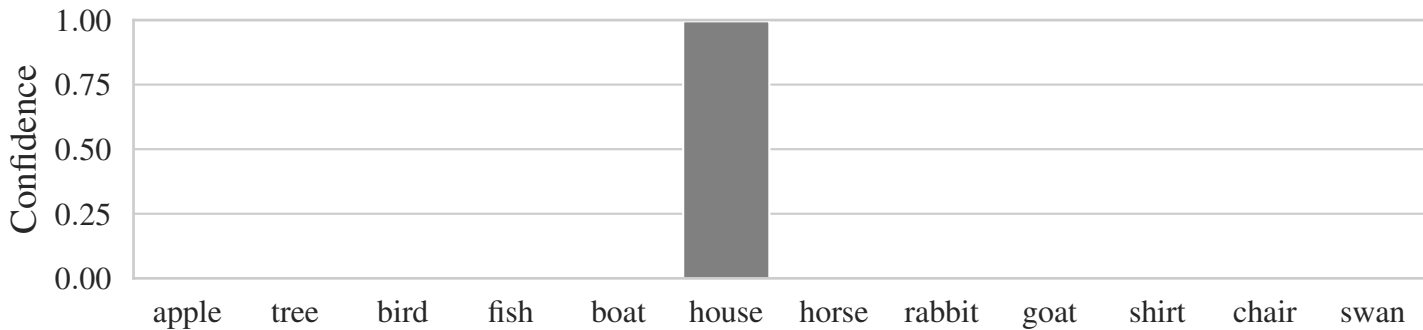 Confidence
1.00
0.75
0.50
0.25
0.00
apple tree bird fish boat house horse rabbit goat shirt chair swan